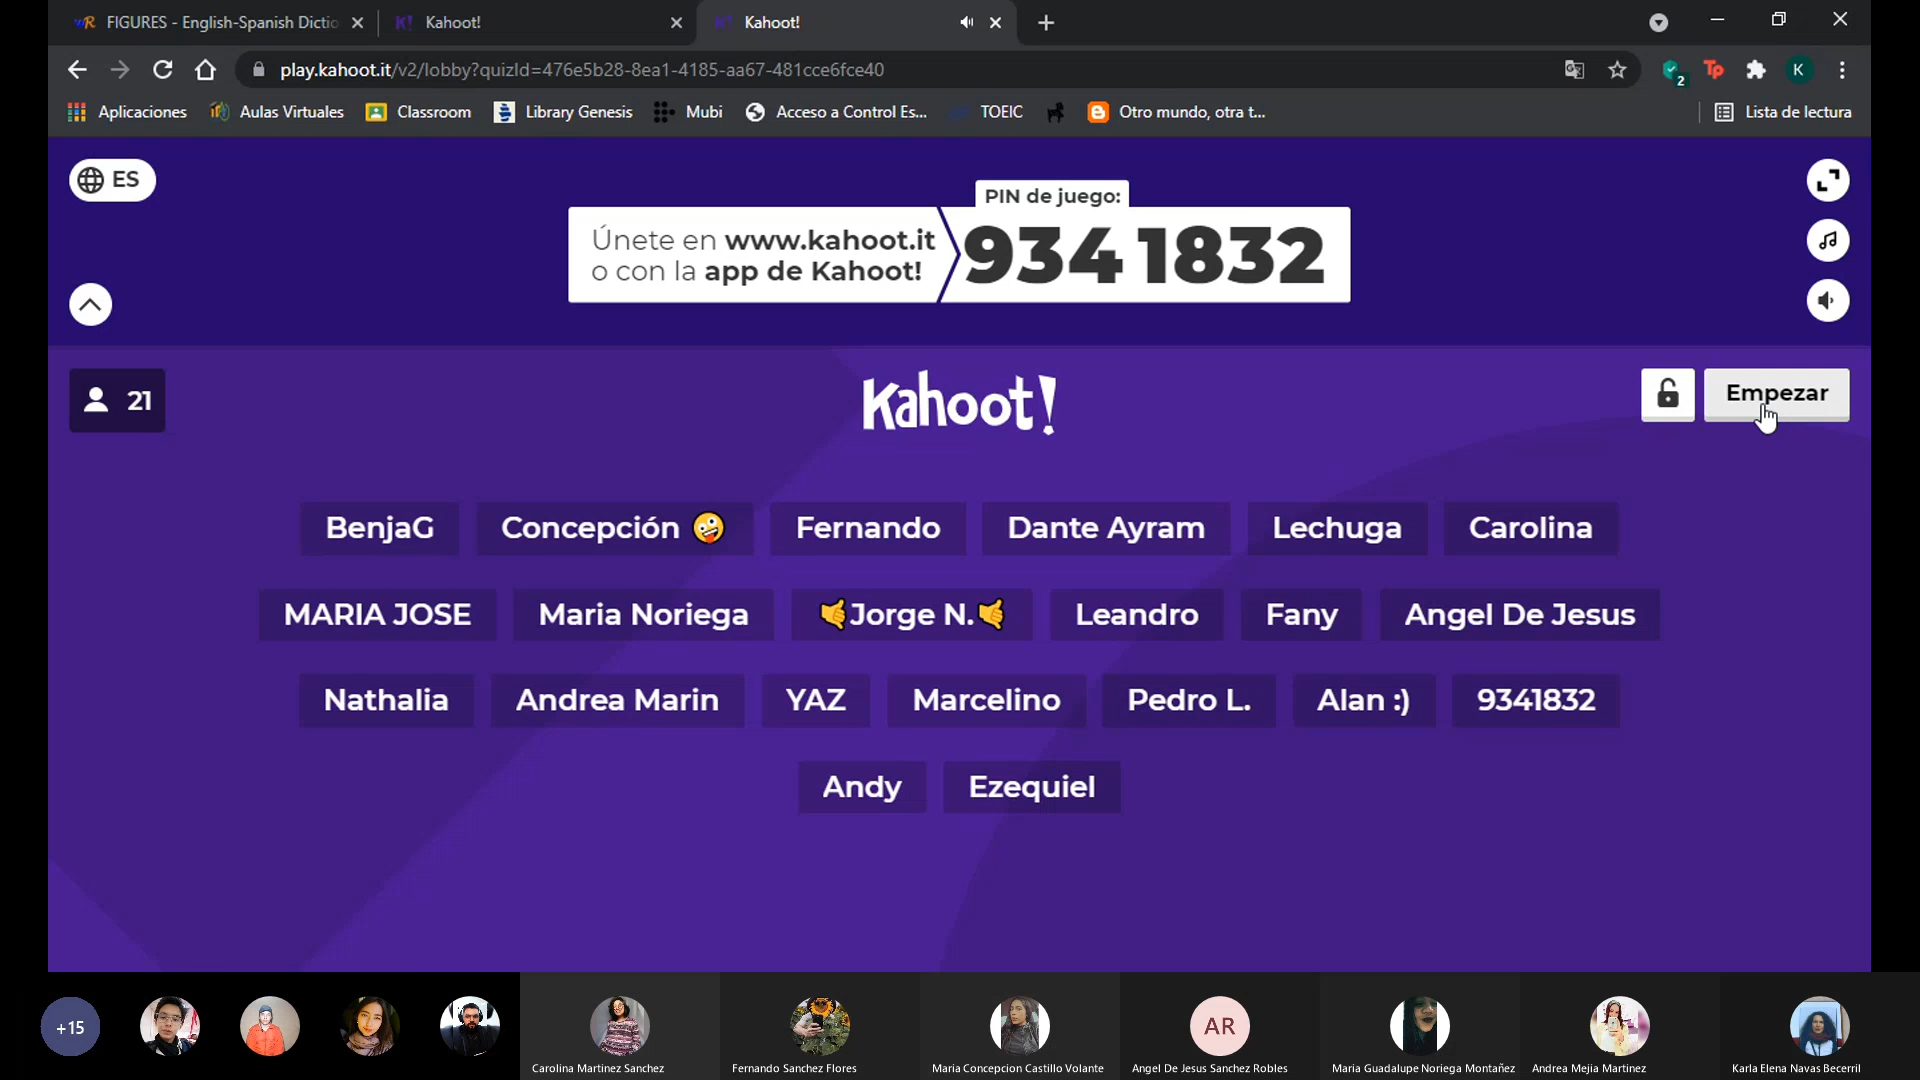 FIGURES - English-Spanish Dictio
Kahoot!
Kahoot!
play.kahoot.it/v2/lobby?quizId=476e5b28-8ea1-4185-aa67-481cce6fce40
2
Tp
K
Aplicaciones
Aulas Virtuales
Classroom
Library Genesis
Mubi
Acceso a Control Es...
TOEIC
Otro mundo, otra t...
Lista de lectura
ES
PIN de juego:
Únete en www.kahoot.it
o con la app de Kahoot!
934 1832
21
Kahoot!
Empezar
BenjaG
Concepción 🤪
Fernando
Dante Ayram
Lechuga
Carolina
MARIA JOSE
Maria Noriega
🤙Jorge N.🤙
Leandro
Fany
Angel De Jesus
Nathalia
Andrea Marin
YAZ
Marcelino
Pedro L.
Alan :)
9341832
Andy
Ezequiel
+15
AR
Carolina Martinez Sanchez
Fernando Sanchez Flores
Maria Concepcion Castillo Volante
Angel De Jesus Sanchez Robles
Maria Guadalupe Noriega Montañez
Andrea Mejia Martinez
Karla Elena Navas Becerril